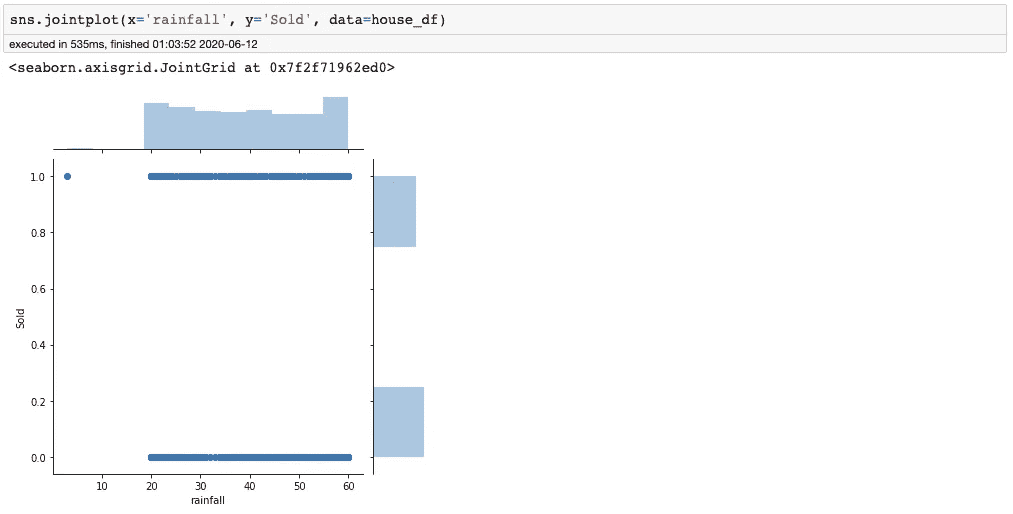 sns.jointplot(x='rainfall', y='Sold', data=house_df)
executed in 535ms, finished 01:03:52 2020-06-12
<seaborn.axisgrid.JointGrid at 0x7f2f71962ed0>
1.0
0.8
0.6
Sold
0.4
0.2
0.0
10 20 30 40 50 60
rainfall